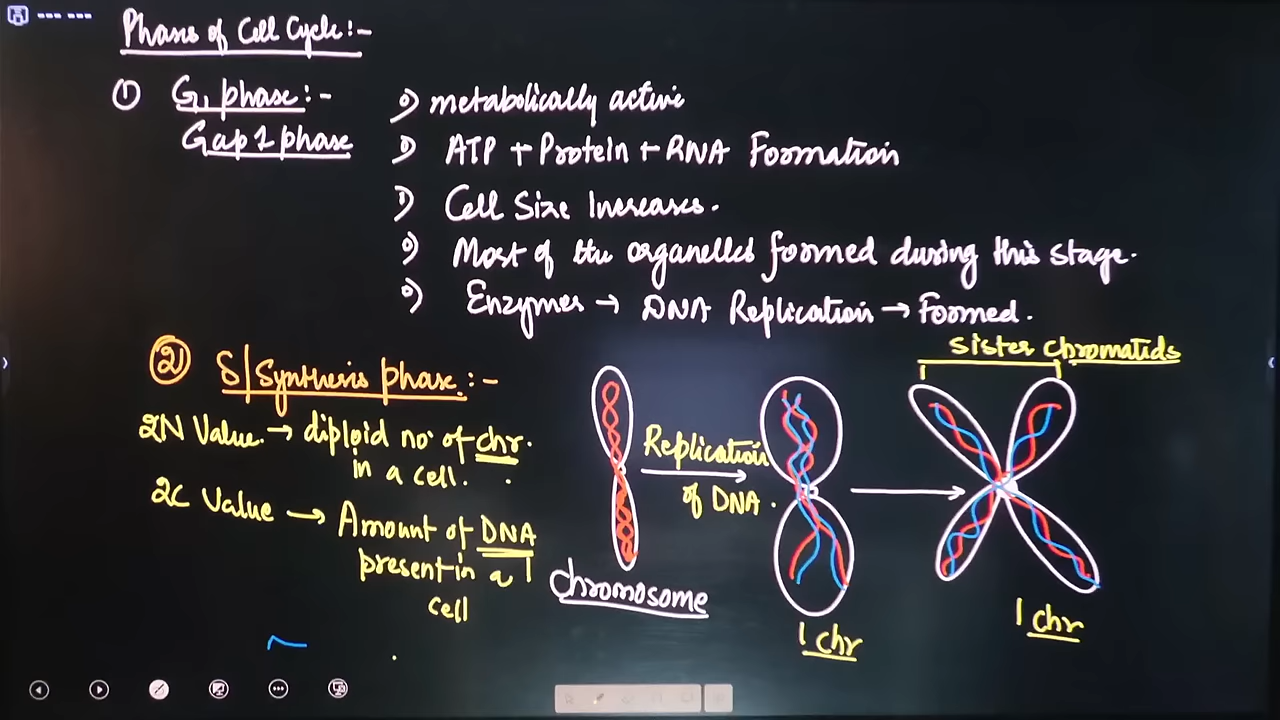 Phases of Cell Cycle:-
① G₁ phase:-
Gap 1 phase
metabolically active
ATP + Protein + RNA Formation
Cell Size Increases.
Most of the organelles formed during this stage.
Enzymes → DNA Replication → Formed.
② S/Synthesis phase:-
2N Value. → diploid no. of chr.
in a cell.
2C Value → Amount of DNA
present in a
cell
chromosome
Replication
of DNA.
1 chr
Sister Chromatids
1 chr